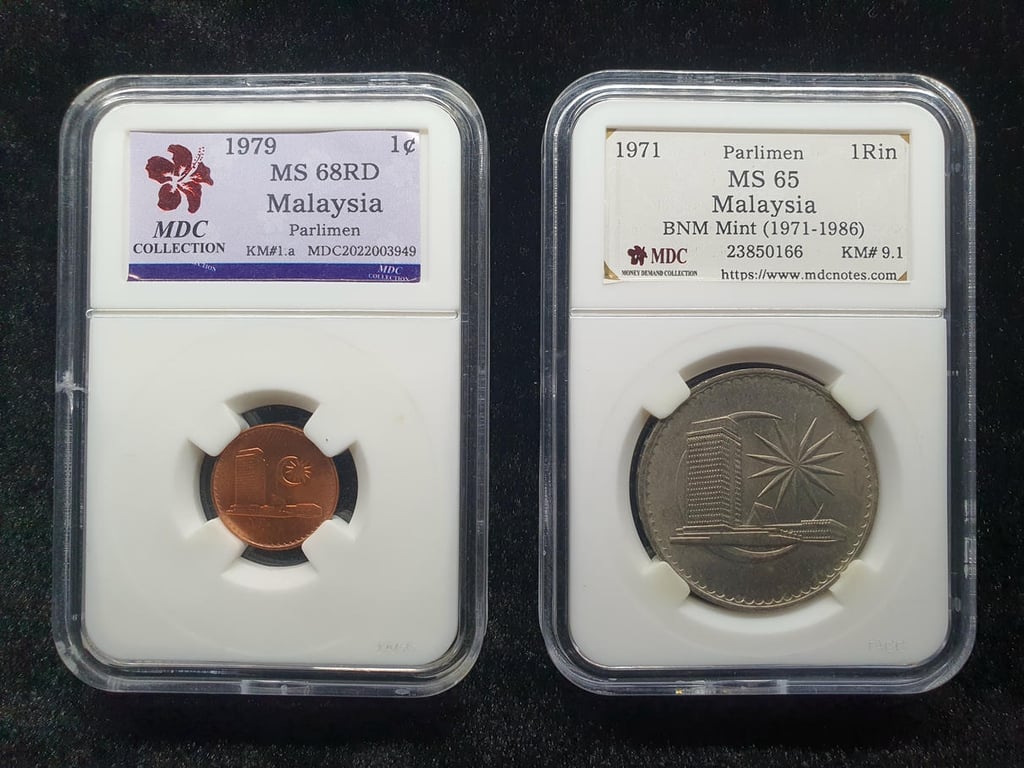 1979 1¢
MS 68RD
Malaysia
Parlimen
KM#1.a MDC2022003949
MDC
COLLECTION
MDC
COLLECTION
1971 Parlimen 1Rin
MS 65
Malaysia
BNM Mint (1971-1986)
MDC 23850166 KM# 9.1
MONEY DEMAND COLLECTION https://www.mdcnotes.com